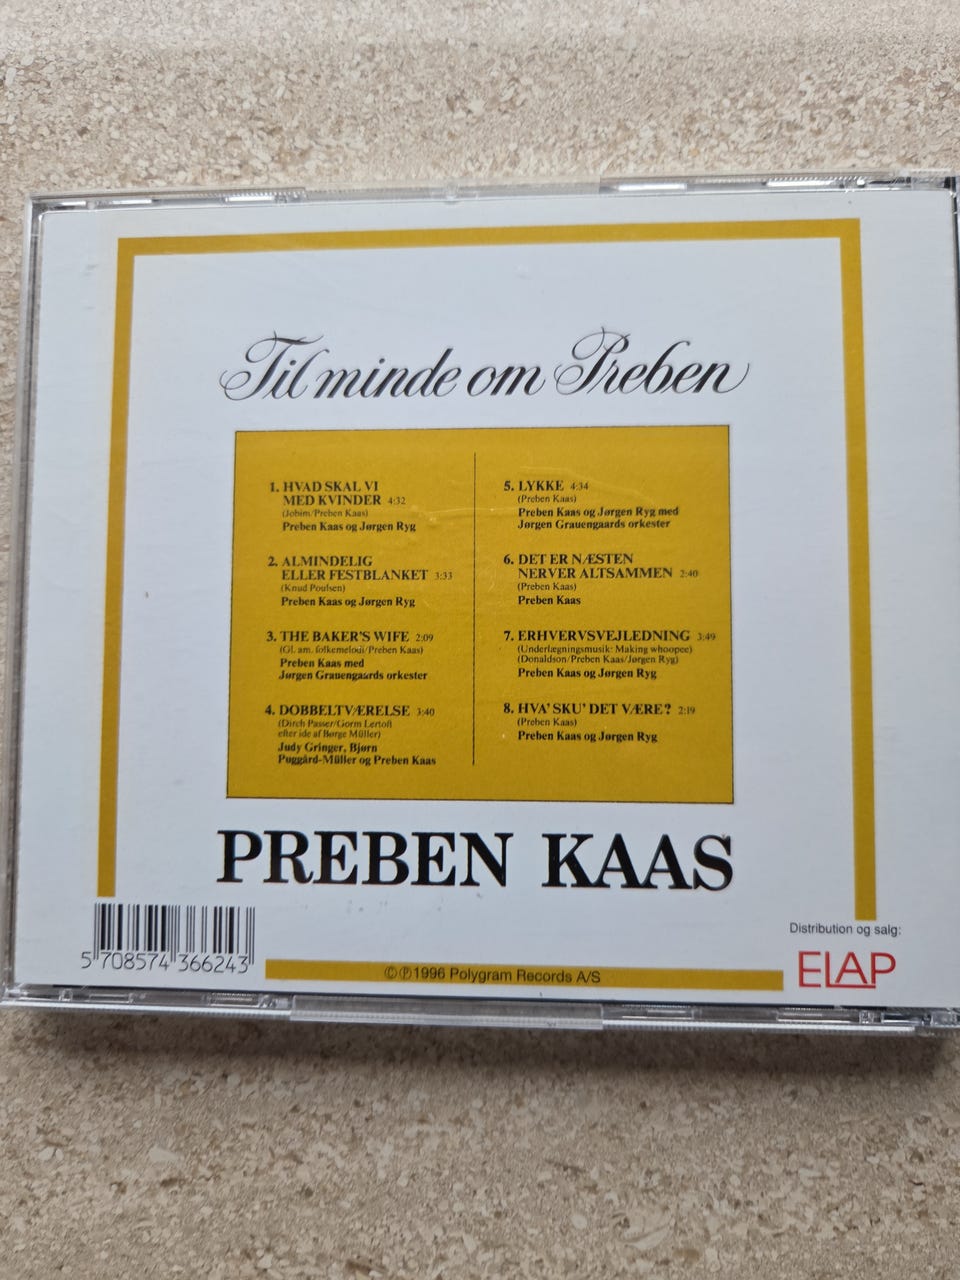 Til minde om Preben
1. HVAD SKAL VI
MED KVINDER 4:32
(Jobim/Preben Kaas)
Preben Kaas og Jørgen Ryg
2. ALMINDELIG
ELLER FESTBLANKET 3:33
(Knud Poulsen)
Preben Kaas og Jørgen Ryg
3. THE BAKER'S WIFE 2:09
(Gl. am. folkemelodi/Preben Kaas)
Preben Kaas med
Jørgen Grauengaards orkester
4. DOBBELTVÆRELSE 3:40
(Dirch Passer/Gorm Lertoft
efter ide af Børge Müller)
Judy Gringer, Bjørn
Puggård-Müller og Preben Kaas
5. LYKKE 4:34
(Preben Kaas)
Preben Kaas og Jørgen Ryg med
Jørgen Grauengaards orkester
6. DET ER NÆSTEN
NERVER ALTSAMMEN 2:40
(Preben Kaas)
Preben Kaas
7. ERHVERVSVEJLEDNING 3:49
(Underlægningsmusik: Making whoopee)
(Donaldson/Preben Kaas/Jørgen Ryg)
Preben Kaas og Jørgen Ryg
8. HVA' SKU' DET VÆRE? 2:19
(Preben Kaas)
Preben Kaas og Jørgen Ryg
PREBEN KAAS
5 708574 366243
©℗1996 Polygram Records A/S
Distribution og salg:
ELAP